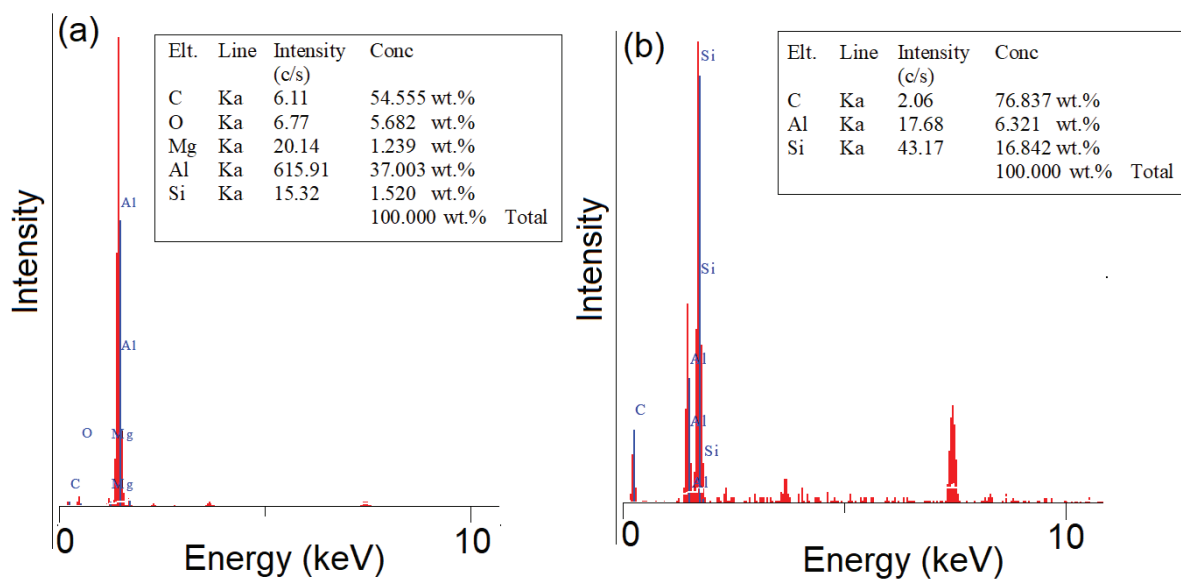 (a)
Elt. Line Intensity Conc
(c/s)
C Ka 6.11 54.555 wt.%
O Ka 6.77 5.682 wt.%
Mg Ka 20.14 1.239 wt.%
Al Ka 615.91 37.003 wt.%
Si Ka 15.32 1.520 wt.%
100.000 wt.% Total
Al
Al
O Mg
C Mg
Intensity
0 10
Energy (keV)
(b)
Elt. Line Intensity Conc
(c/s)
C Ka 2.06 76.837 wt.%
Al Ka 17.68 6.321 wt.%
Si Ka 43.17 16.842 wt.%
100.000 wt.% Total
Si
Si
Al
C
Al
Si
Al
Intensity
0 10
Energy (keV)